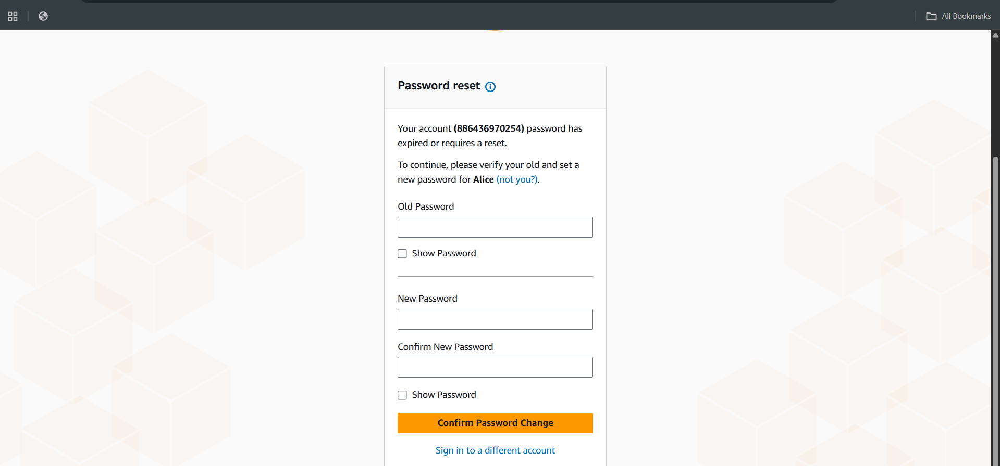 All Bookmarks
Password reset
Your account (886436970254) password has
expired or requires a reset.
To continue, please verify your old and set a
new password for Alice (not you?).
Old Password
Show Password
New Password
Confirm New Password
Show Password
Confirm Password Change
Sign in to a different account